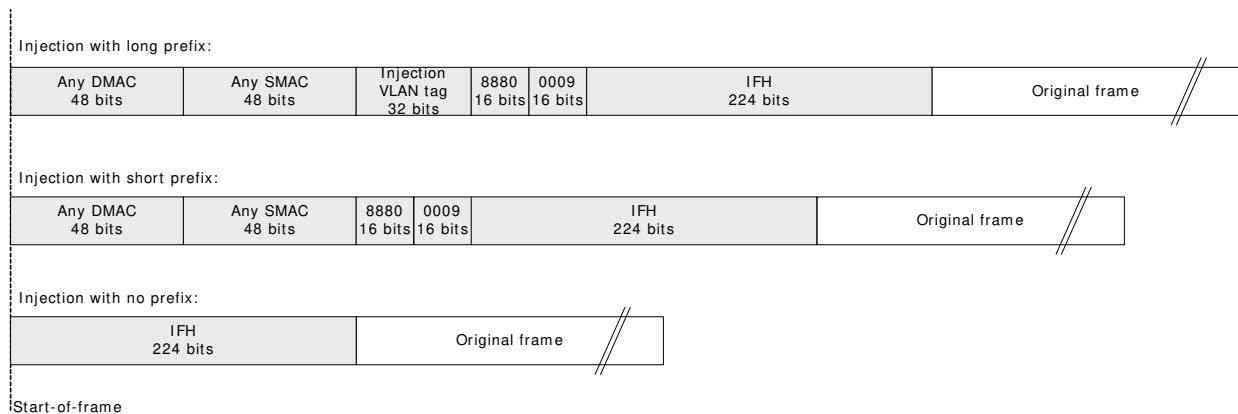 Injection with long prefix:
Any DMAC
48 bits
Any SMAC
48 bits
Injection
VLAN tag
32 bits
8880
16 bits
0009
16 bits
IFH
224 bits
Original frame
Injection with short prefix:
Any DMAC
48 bits
Any SMAC
48 bits
8880
16 bits
0009
16 bits
IFH
224 bits
Original frame
Injection with no prefix:
IFH
224 bits
Original frame
Start-of-frame